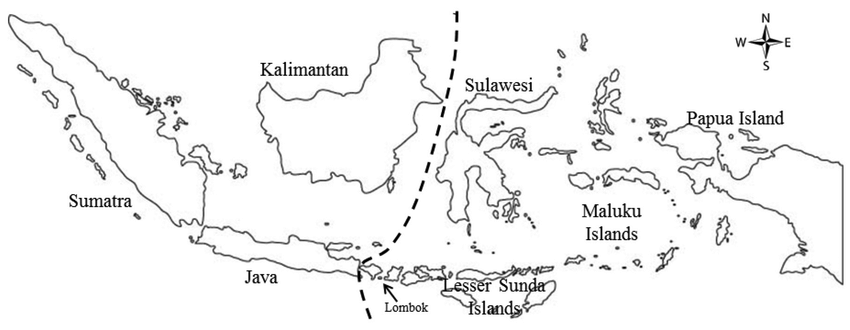 N
W E
S
Kalimantan
Sulawesi
Papua Island
Sumatra
Maluku
Islands
Java
Lesser Sunda
Islands
Lombok